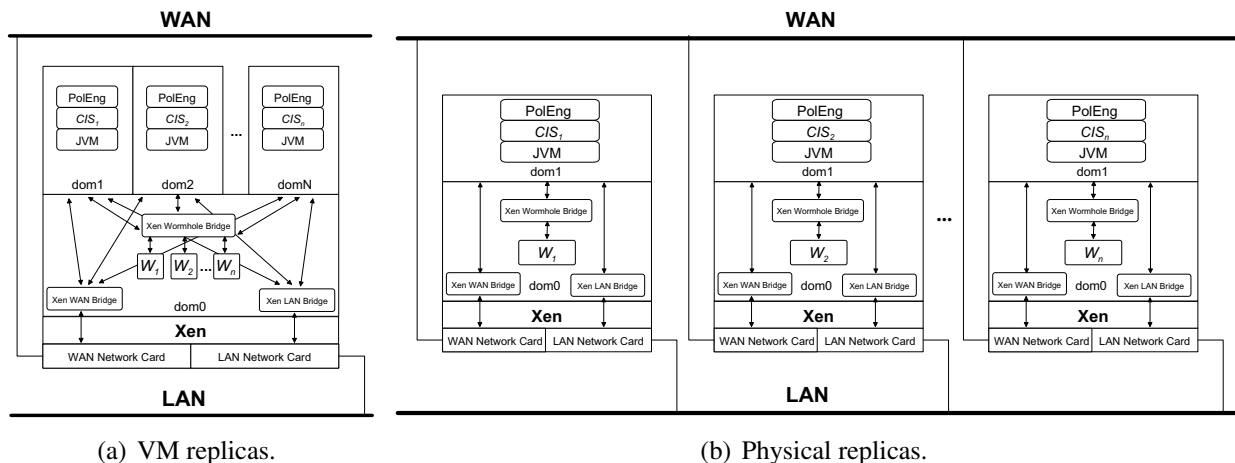 WAN
PolEng
CIS1
JVM
dom1
PolEng
CIS2
JVM
dom2
...
PolEng
CISn
JVM
domN
Xen Wormhole Bridge
W1
W2
...
Wn
Xen WAN Bridge
Xen LAN Bridge
dom0
Xen
WAN Network Card
LAN Network Card
LAN
(a) VM replicas.
WAN
PolEng
CIS1
JVM
dom1
Xen Wormhole Bridge
W1
Xen WAN Bridge
dom0
Xen LAN Bridge
Xen
WAN Network Card
LAN Network Card
PolEng
CIS2
JVM
dom1
Xen Wormhole Bridge
W2
Xen WAN Bridge
dom0
Xen LAN Bridge
Xen
WAN Network Card
LAN Network Card
...
PolEng
CISn
JVM
dom1
Xen Wormhole Bridge
Wn
Xen WAN Bridge
dom0
Xen LAN Bridge
Xen
WAN Network Card
LAN Network Card
LAN
(b) Physical replicas.